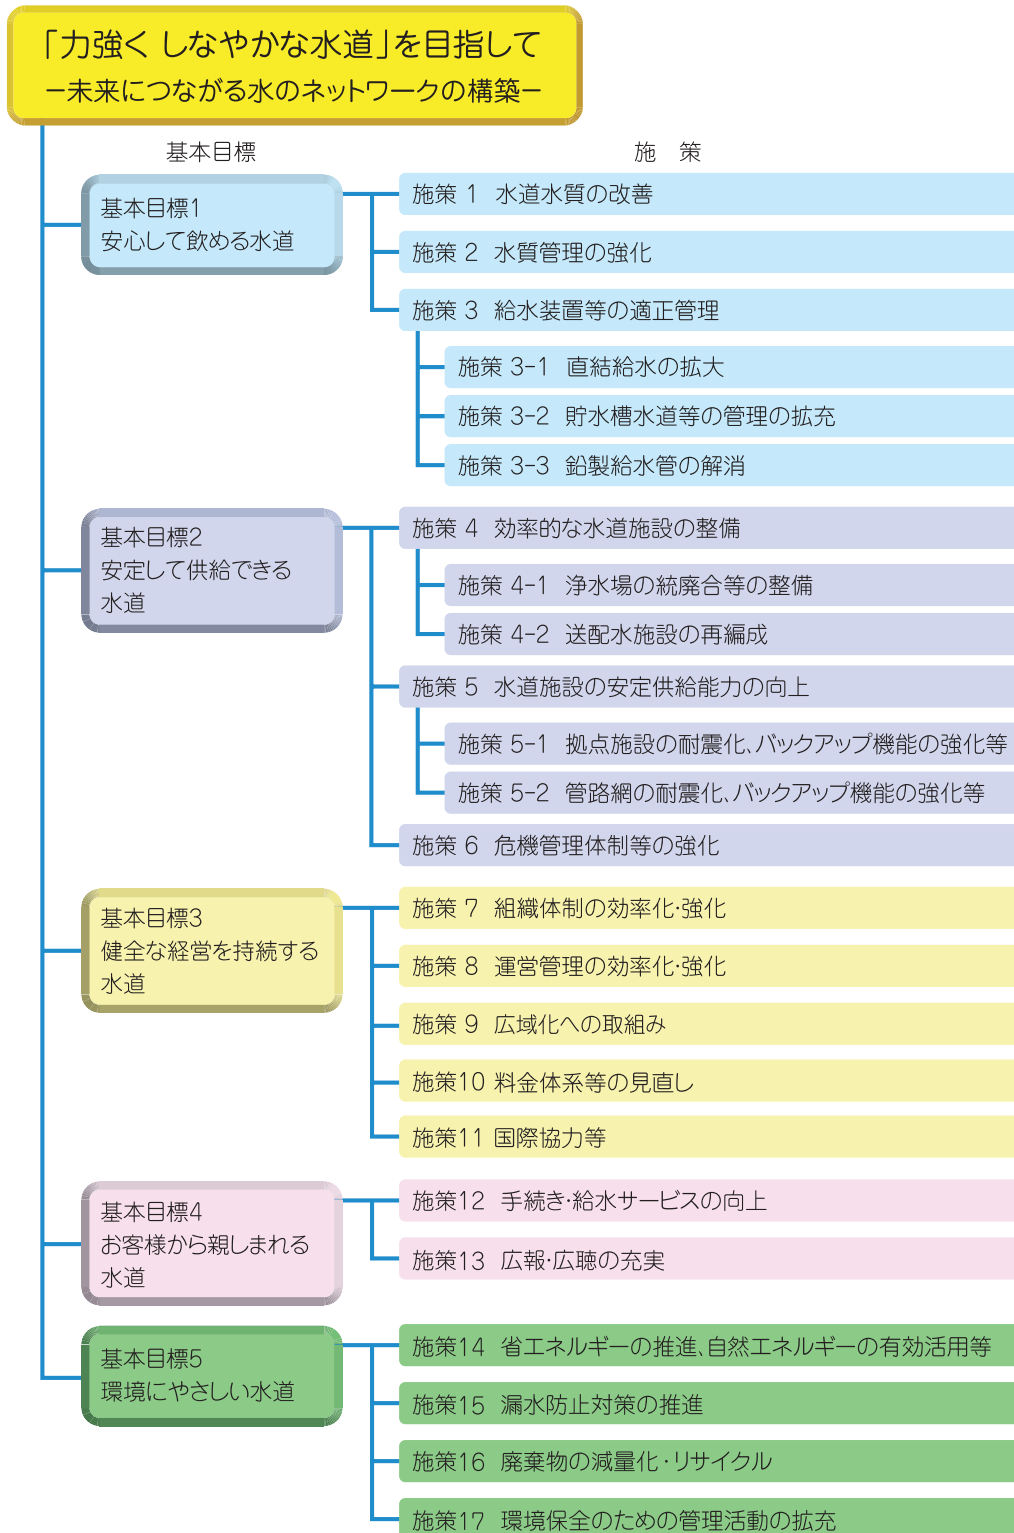 「力強く しなやかな水道」を目指して
－未来につながる水のネットワークの構築－
基本目標
施　策
基本目標1
安心して飲める水道
施策 1 水道水質の改善
施策 2 水質管理の強化
施策 3 給水装置等の適正管理
施策 3-1 直結給水の拡大
施策 3-2 貯水槽水道等の管理の拡充
施策 3-3 鉛製給水管の解消
基本目標2
安定して供給できる
水道
施策 4 効率的な水道施設の整備
施策 4-1 浄水場の統廃合等の整備
施策 4-2 送配水施設の再編成
施策 5 水道施設の安定供給能力の向上
施策 5-1 拠点施設の耐震化、バックアップ機能の強化等
施策 5-2 管路網の耐震化、バックアップ機能の強化等
施策 6 危機管理体制等の強化
基本目標3
健全な経営を持続する
水道
施策 7 組織体制の効率化・強化
施策 8 運営管理の効率化・強化
施策 9 広域化への取組み
施策10 料金体系等の見直し
施策11 国際協力等
基本目標4
お客様から親しまれる
水道
施策12 手続き・給水サービスの向上
施策13 広報・広聴の充実
基本目標5
環境にやさしい水道
施策14 省エネルギーの推進、自然エネルギーの有効活用等
施策15 漏水防止対策の推進
施策16 廃棄物の減量化・リサイクル
施策17 環境保全のための管理活動の拡充